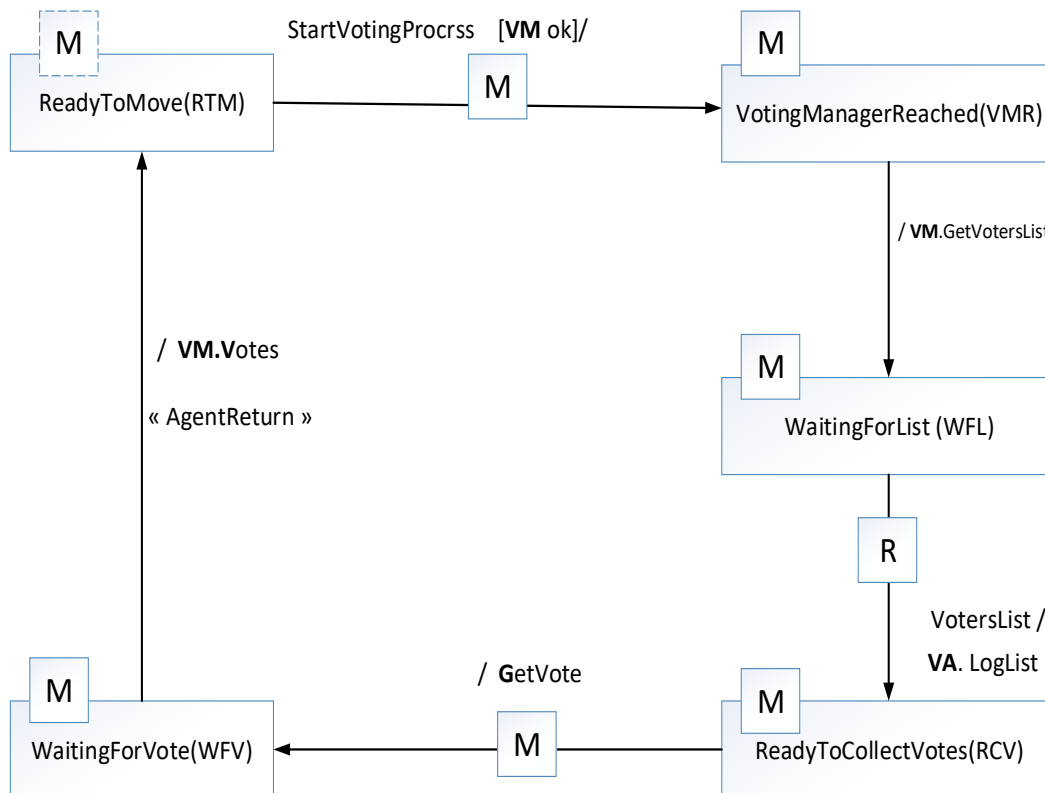 StartVotingProcrss [VM ok]/
M
M
M
ReadyToMove(RTM)
VotingManagerReached(VMR)
/ VM.GetVotersList
/ VM.Votes
« AgentReturn »
M
WaitingForList (WFL)
R
VotersList /
VA. LogList
/ GetVote
M
M
M
WaitingForVote(WFV)
ReadyToCollectVotes(RCV)